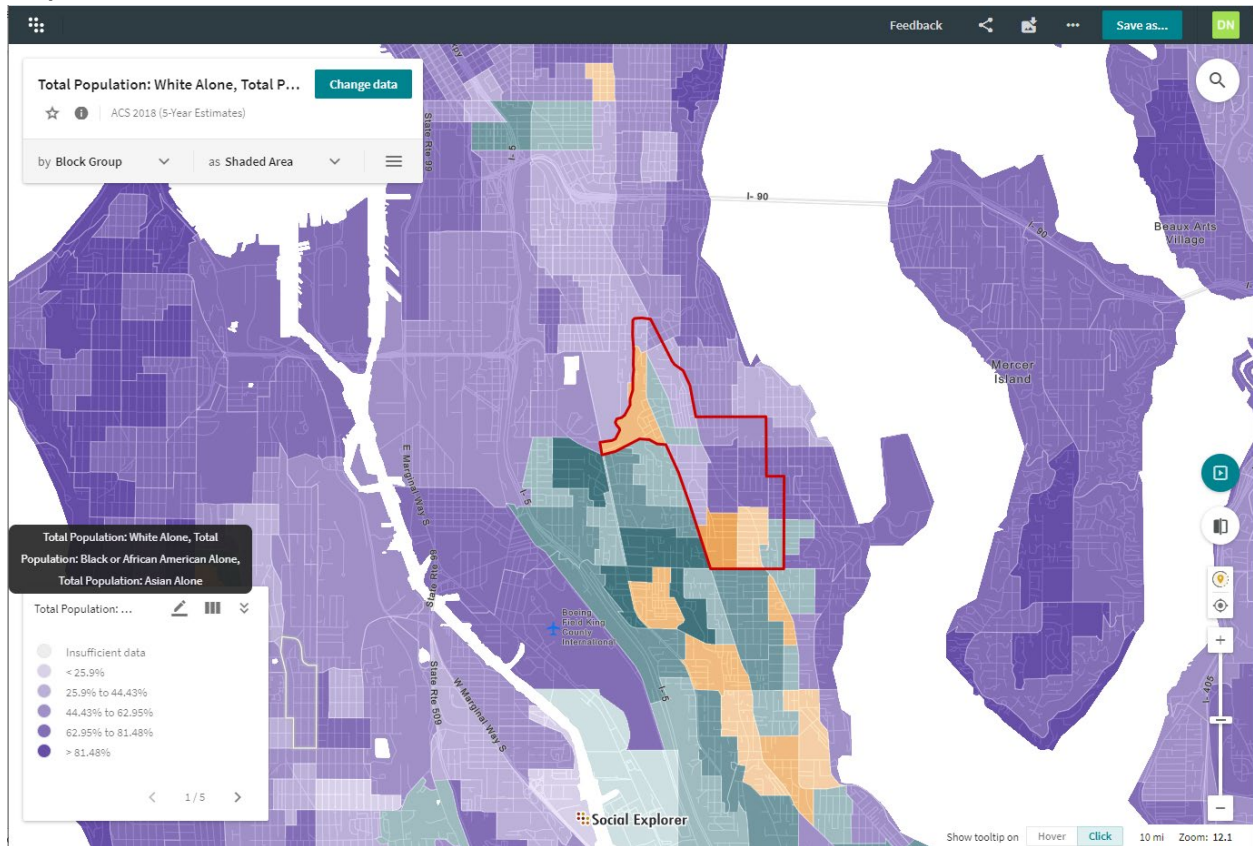 Feedback
Save as...
DN
Total Population: White Alone, Total P...
Change data
ACS 2018 (5-Year Estimates)
by Block Group
as Shaded Area
State Rte 99
I-5
I- 90
I- 90
Beaux Arts
Village
Mercer
Island
E Marginal Way S
I- 5
State Rte 99
Boeing
Field King
County
International
I-5
State Rte 509
W Marginal Way S
I- 405
Total Population: White Alone, Total
Population: Black or African American Alone,
Total Population: Asian Alone
Total Population: ...
Insufficient data
< 25.9%
25.9% to 44.43%
44.43% to 62.95%
62.95% to 81.48%
> 81.48%
1/5
Social Explorer
Show tooltip on
Hover
Click
10 mi
Zoom: 12.1